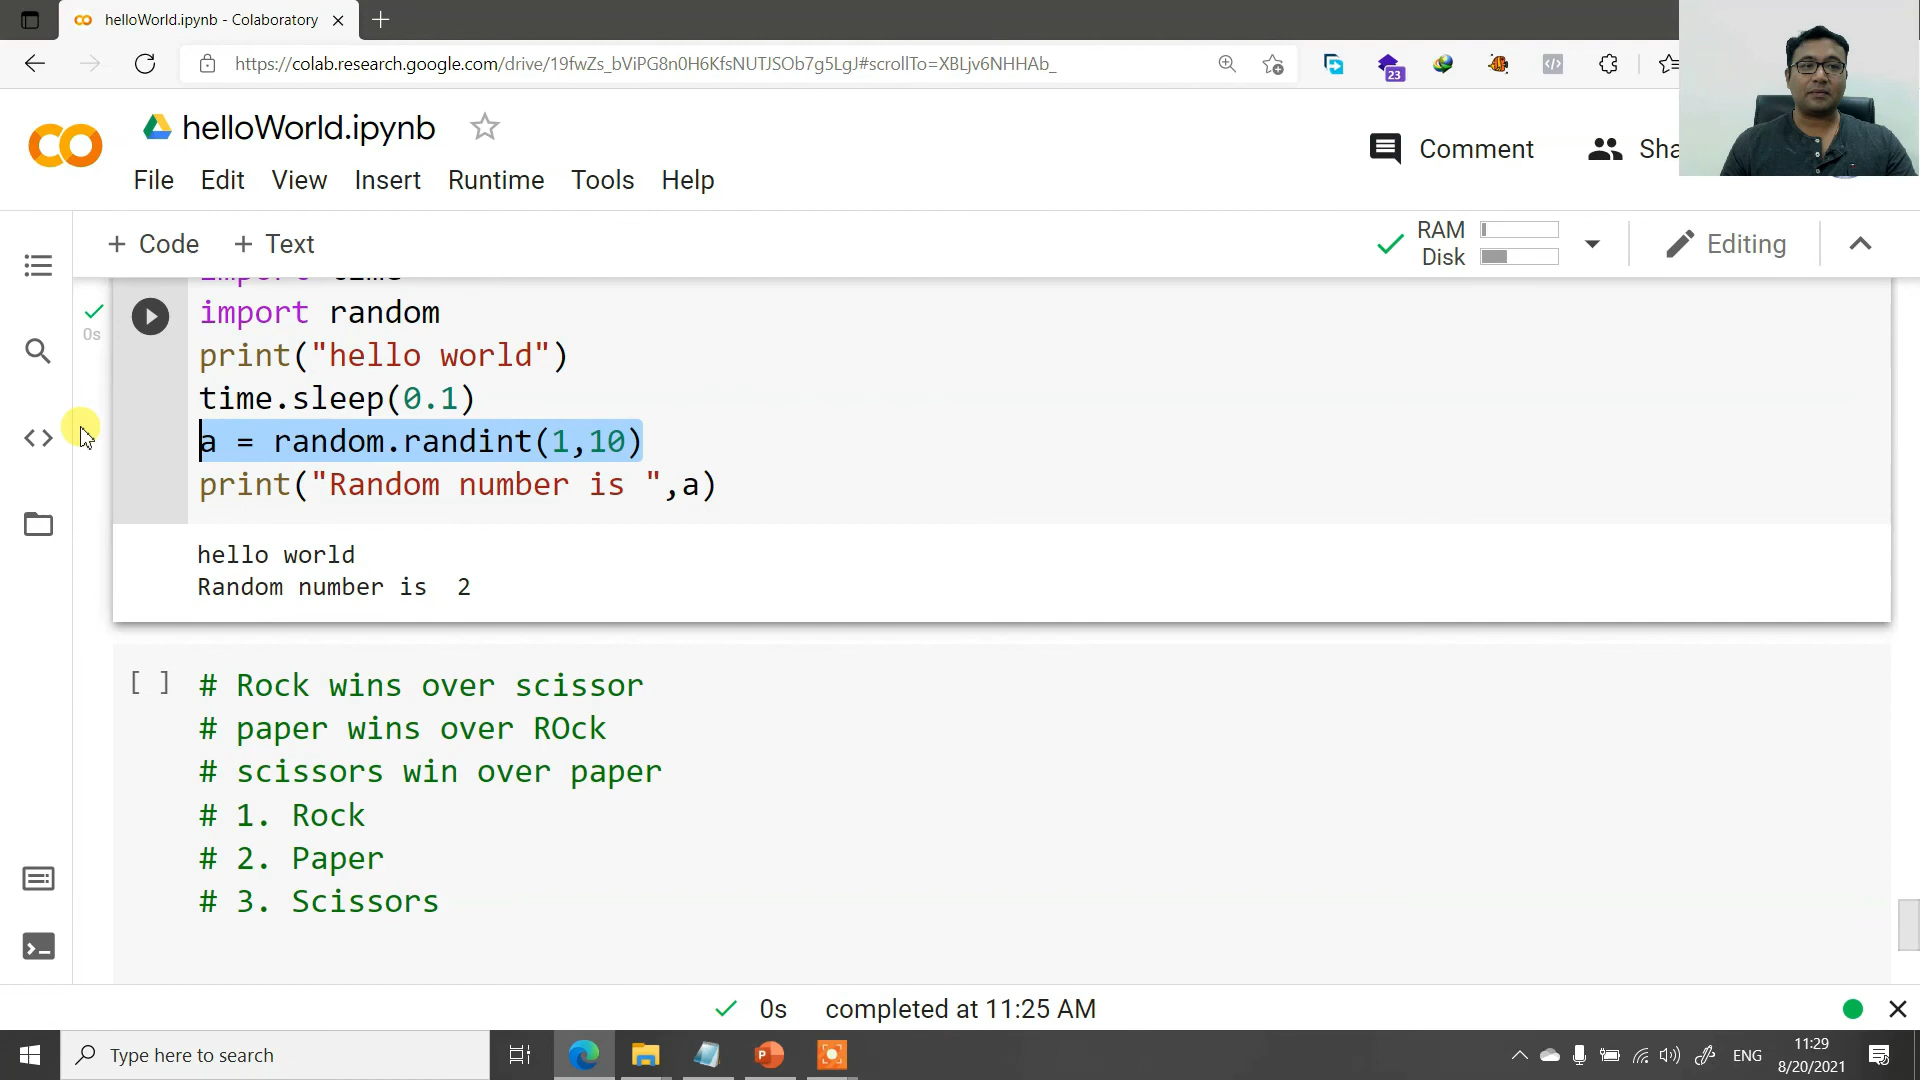 helloWorld.ipynb - Colaboratory
https://colab.research.google.com/drive/19fwZs_bViPG8n0H6KfsNUTJSOb7g5LgJ#scrollTo=XBLjv6NHHAb_
23
helloWorld.ipynb
Comment
Sha
File Edit View Insert Runtime Tools Help
+ Code + Text
RAM
Disk
Editing
import time
0s
import random
print("hello world")
time.sleep(0.1)
a = random.randint(1,10)
print("Random number is ",a)
hello world
Random number is  2
[ ]
# Rock wins over scissor
# paper wins over ROck
# scissors win over paper
# 1. Rock
# 2. Paper
# 3. Scissors
0s completed at 11:25 AM
Type here to search
ENG
11:29
8/20/2021